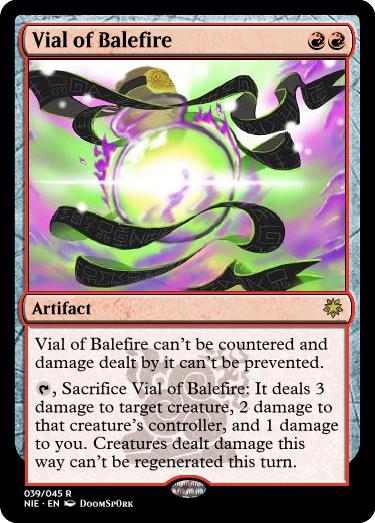 Vial of Balefire
Artifact
Vial of Balefire can't be countered and
damage dealt by it can't be prevented.
, Sacrifice Vial of Balefire: It deals 3
damage to target creature, 2 damage to
that creature's controller, and 1 damage
to you. Creatures dealt damage this
way can't be regenerated this turn.
039/045 R
NIE • EN DoomSp0rk